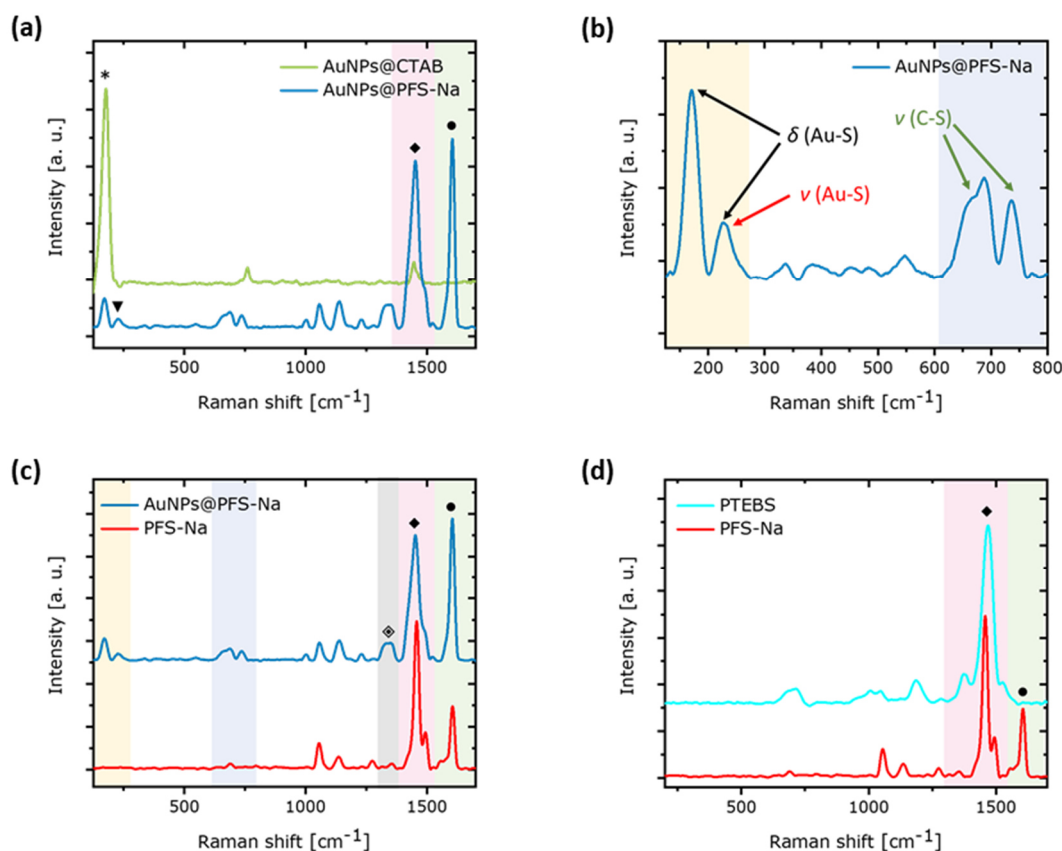 (a)
*
AuNPs@CTAB
AuNPs@PFS-Na
Intensity [a. u.]
500
1000
1500
Raman shift [cm⁻¹]
(b)
AuNPs@PFS-Na
δ (Au-S)
ν (Au-S)
ν (C-S)
Intensity [a. u.]
200
300
400
500
600
700
800
Raman shift [cm⁻¹]
(c)
AuNPs@PFS-Na
PFS-Na
Intensity [a. u.]
500
1000
1500
Raman shift [cm⁻¹]
(d)
PTEBS
PFS-Na
Intensity [a. u.]
500
1000
1500
Raman shift [cm⁻¹]